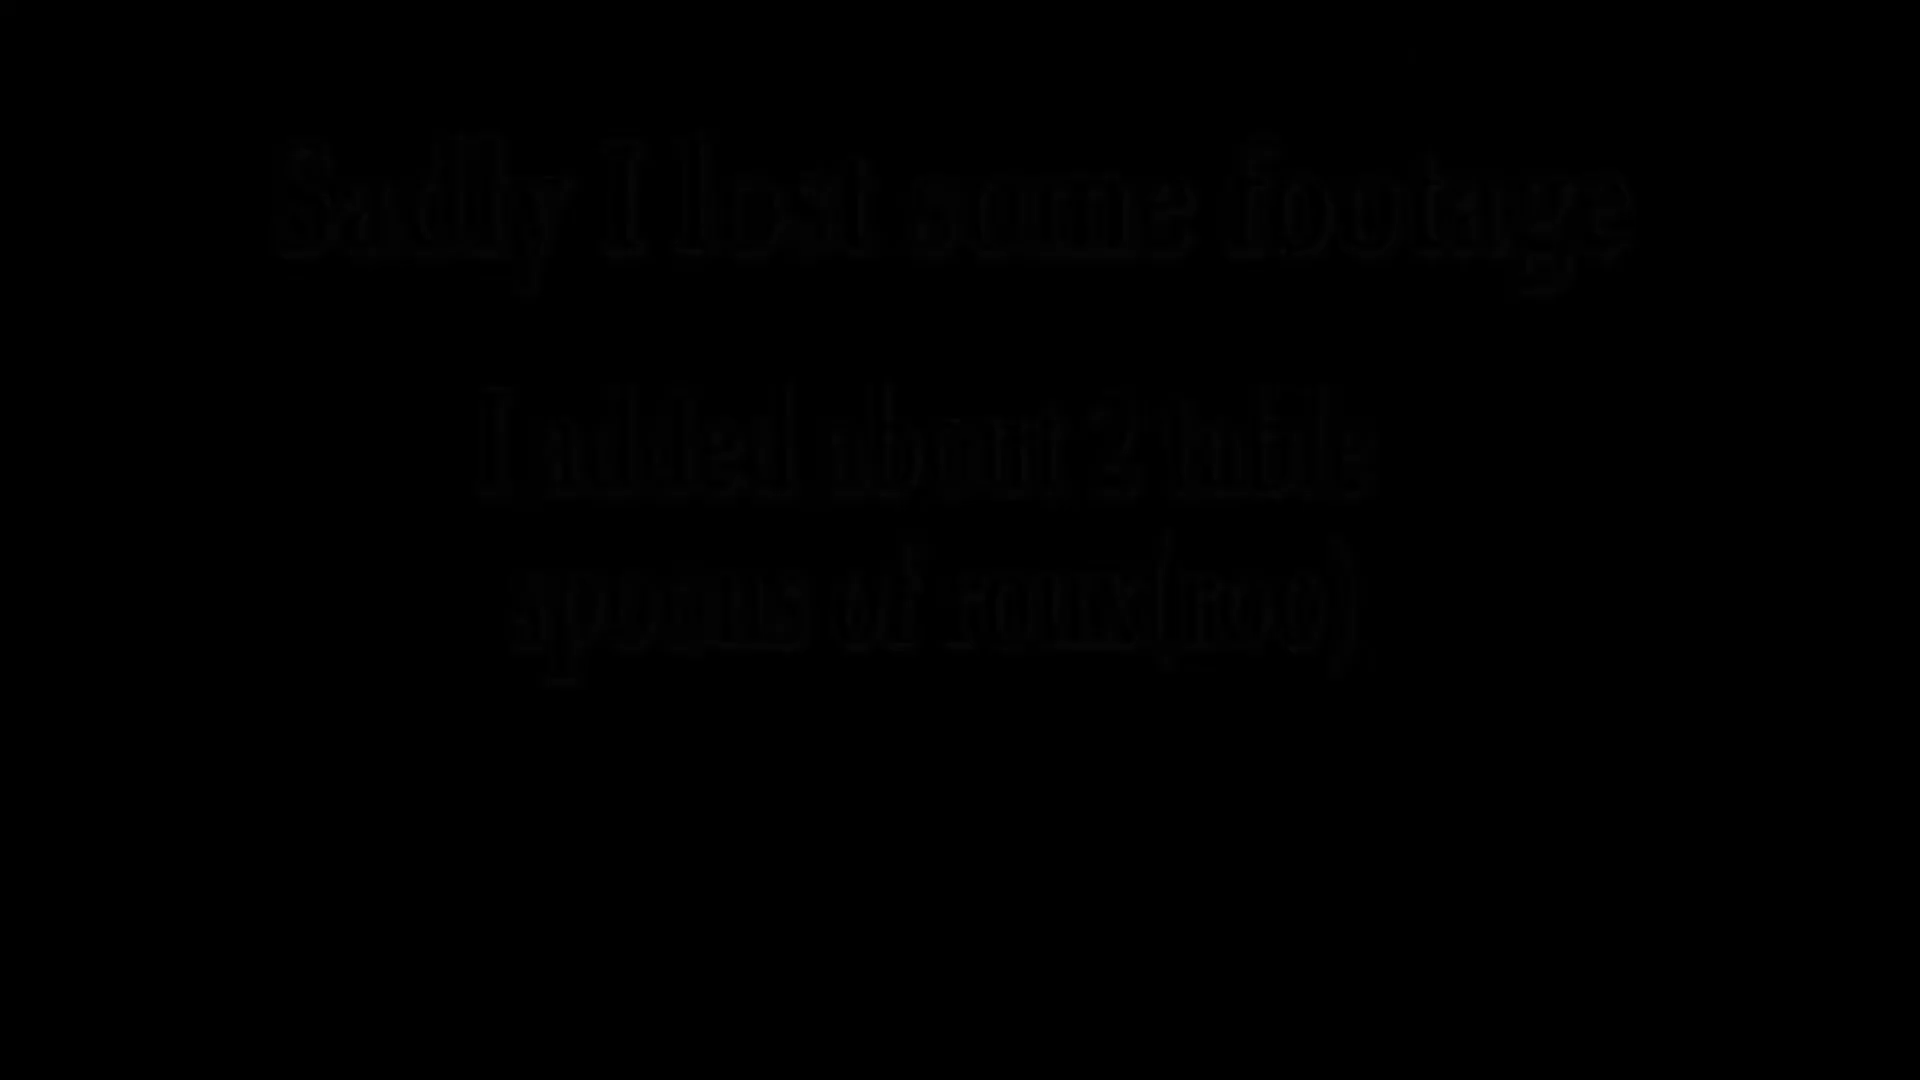 Sadly I lost some footage
I added about 2 table
spoons of roux(roo)